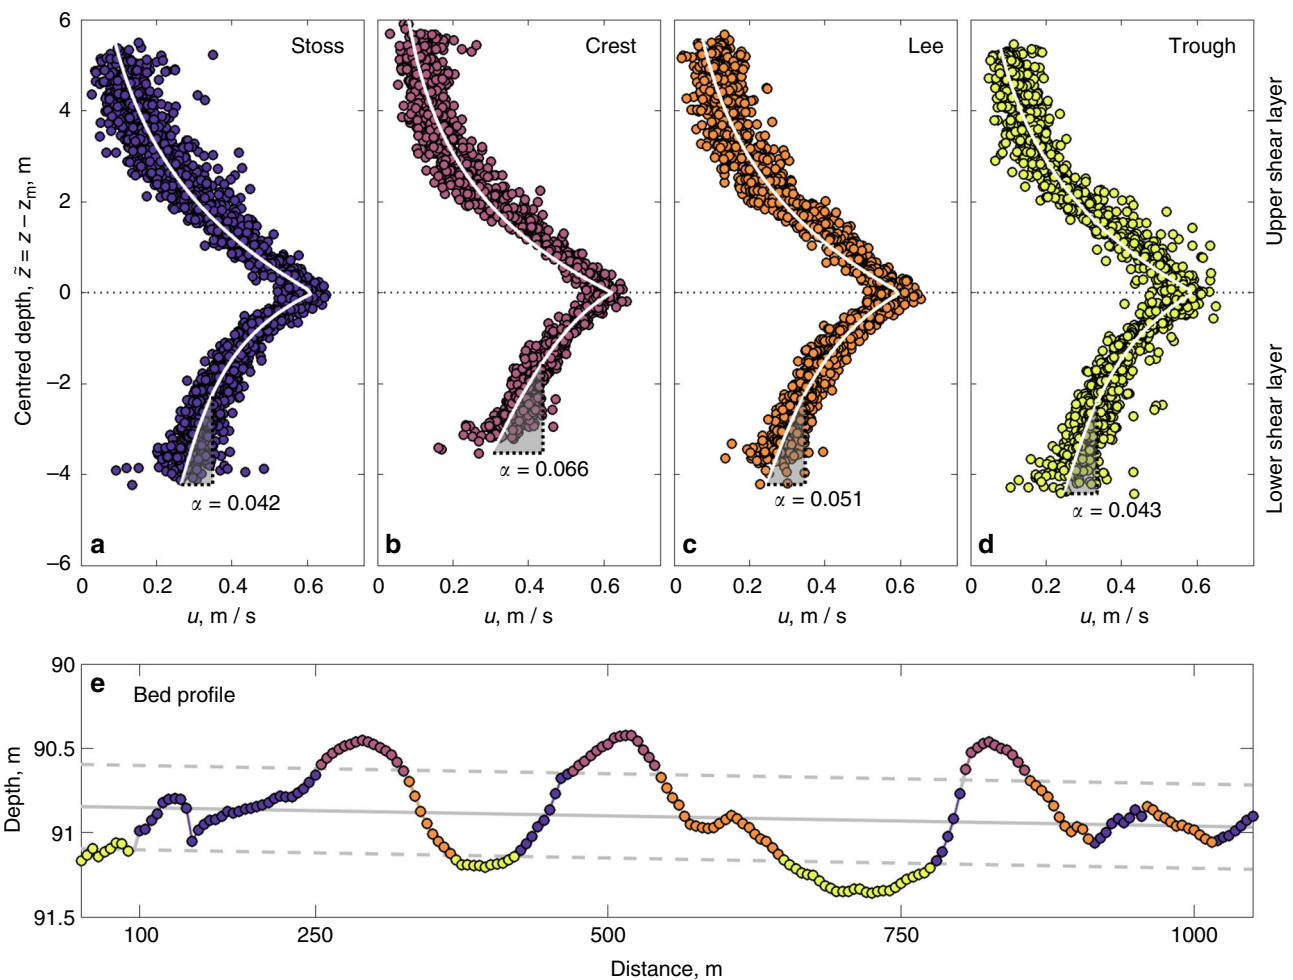 Stoss
Crest
Lee
Trough
6
4
2
0
−2
−4
−6
Centred depth, z̃ = z − zm, m
Upper shear layer
Lower shear layer
α = 0.042
α = 0.066
α = 0.051
α = 0.043
a
b
c
d
0 0.2 0.4 0.6
0 0.2 0.4 0.6
0 0.2 0.4 0.6
0 0.2 0.4 0.6
u, m / s
u, m / s
u, m / s
u, m / s
e
Bed profile
90
90.5
91
91.5
Depth, m
100 250 500 750 1000
Distance, m